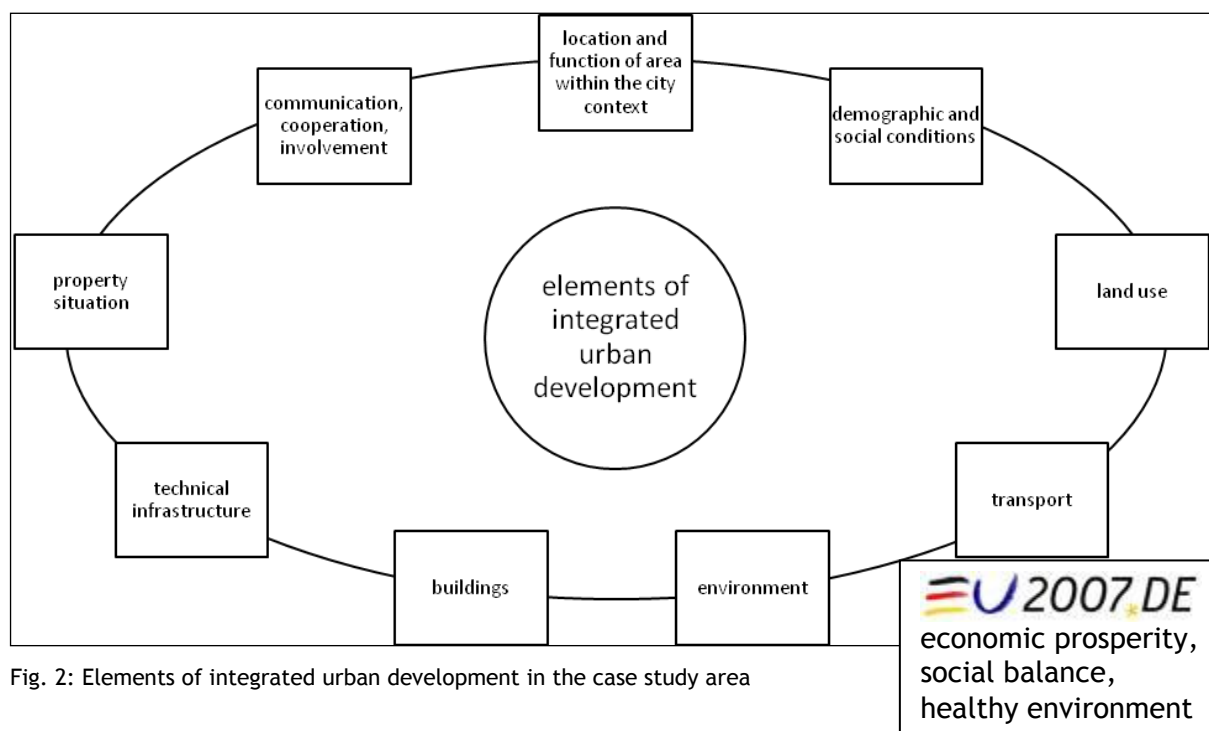 location and
function of area
within the city
context
communication,
cooperation,
involvement
demographic and
social conditions
property
situation
elements of
integrated
urban
development
land use
technical
infrastructure
transport
buildings
environment
EU2007.DE
economic prosperity,
social balance,
healthy environment
Fig. 2: Elements of integrated urban development in the case study area